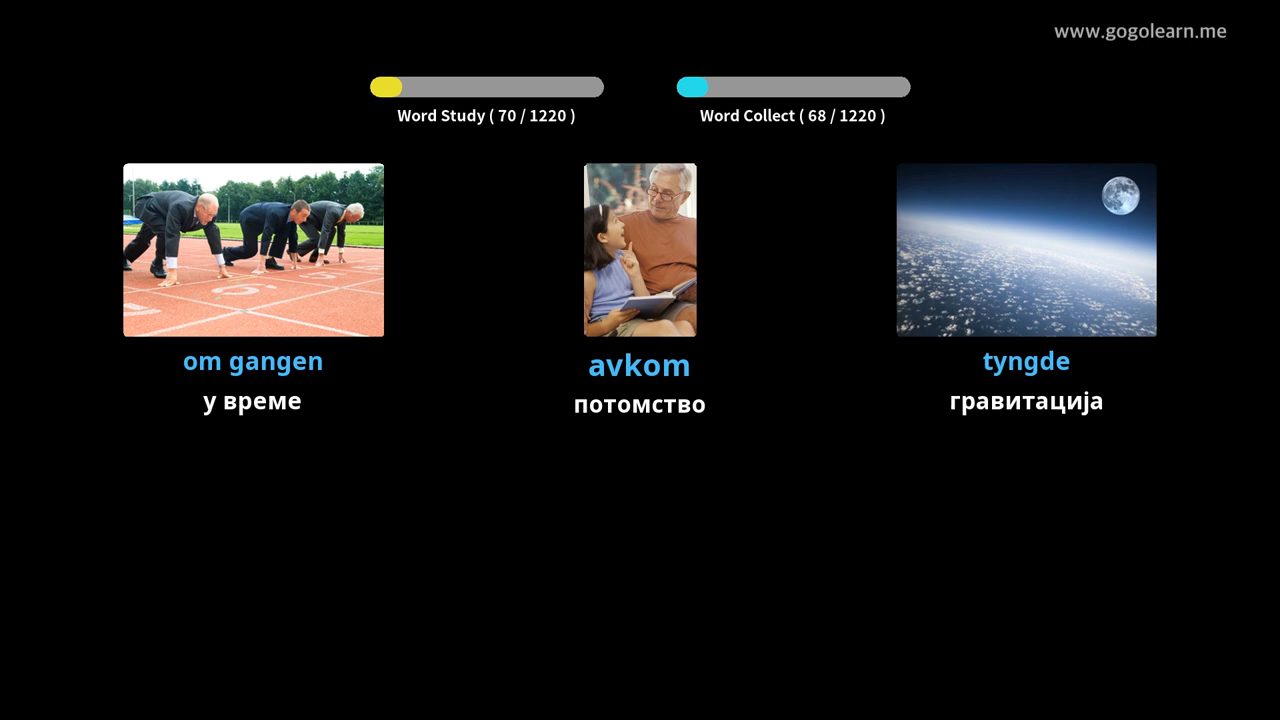 www.gogolearn.me
Word Study ( 70 / 1220 )
Word Collect ( 68 / 1220 )
om gangen
у време
avkom
потомство
tyngde
гравитација